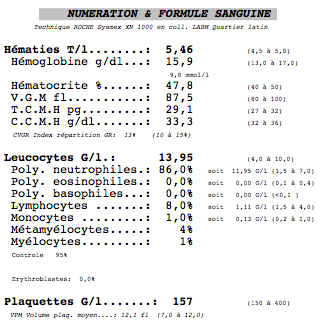 NUMERATION & FORMULE SANGUINE
Technique ROCHE Sysmex XN 1000 en coll. LABM Quartier latin
Hématies T/l........: 5,46 (4,5 à 5,8)
Hémoglobine g/dl...: 15,9 (13,0 à 17,0)
9,8 mmol/l
Hématocrite %......: 47,8 (40 à 50)
V.G.M fl...........: 87,5 (80 à 100)
T.C.M.H pg.........: 29,1 (27 à 32)
C.C.M.H g/dl.......: 33,3 (32 à 36)
CVGR Index répartition GR: 13% (10 à 15%)
Leucocytes G/l.: 13,95 (4,0 à 10,0)
Poly. neutrophiles.: 86,0% soit 11,95 G/l (1,5 à 7,0)
Poly. eosinophiles.: 0,0% soit 0,00 G/l (0,1 à 0,4)
Poly. basophiles...: 0,0% soit 0,00 G/l (<0,1 )
Lymphocytes .......: 8,0% soit 1,11 G/l (1,5 à 4,0)
Monocytes .........: 1,0% soit 0,13 G/l (0,2 à 1,0)
Métamyélocytes.....: 4%
Myélocytes.........: 1%
Controle 95%
Erythroblastes: 0,0%
Plaquettes G/l.......: 157 (150 à 400)
VPM Volume plaq. moyen....: 12,1 fl (7,0 à 12,0)